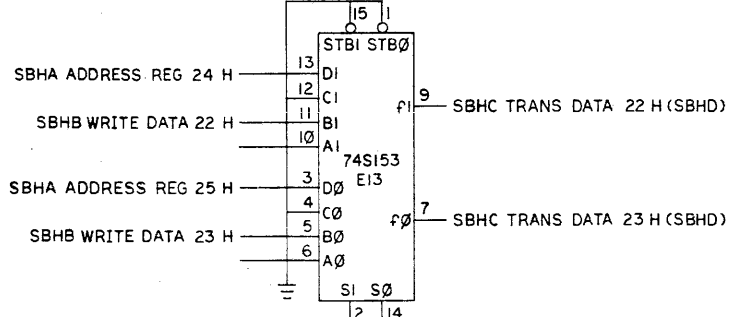 15 1
STB1 STBØ
SBHA ADDRESS REG 24 H 13 D1
12 C1
SBHB WRITE DATA 22 H 11 B1
f1 9 SBHC TRANS DATA 22 H (SBHD)
1Ø A1
74S153
E13
SBHA ADDRESS REG 25 H 3 DØ
4 CØ
fØ 7 SBHC TRANS DATA 23 H (SBHD)
SBHB WRITE DATA 23 H 5 BØ
6 AØ
S1 SØ
2 14